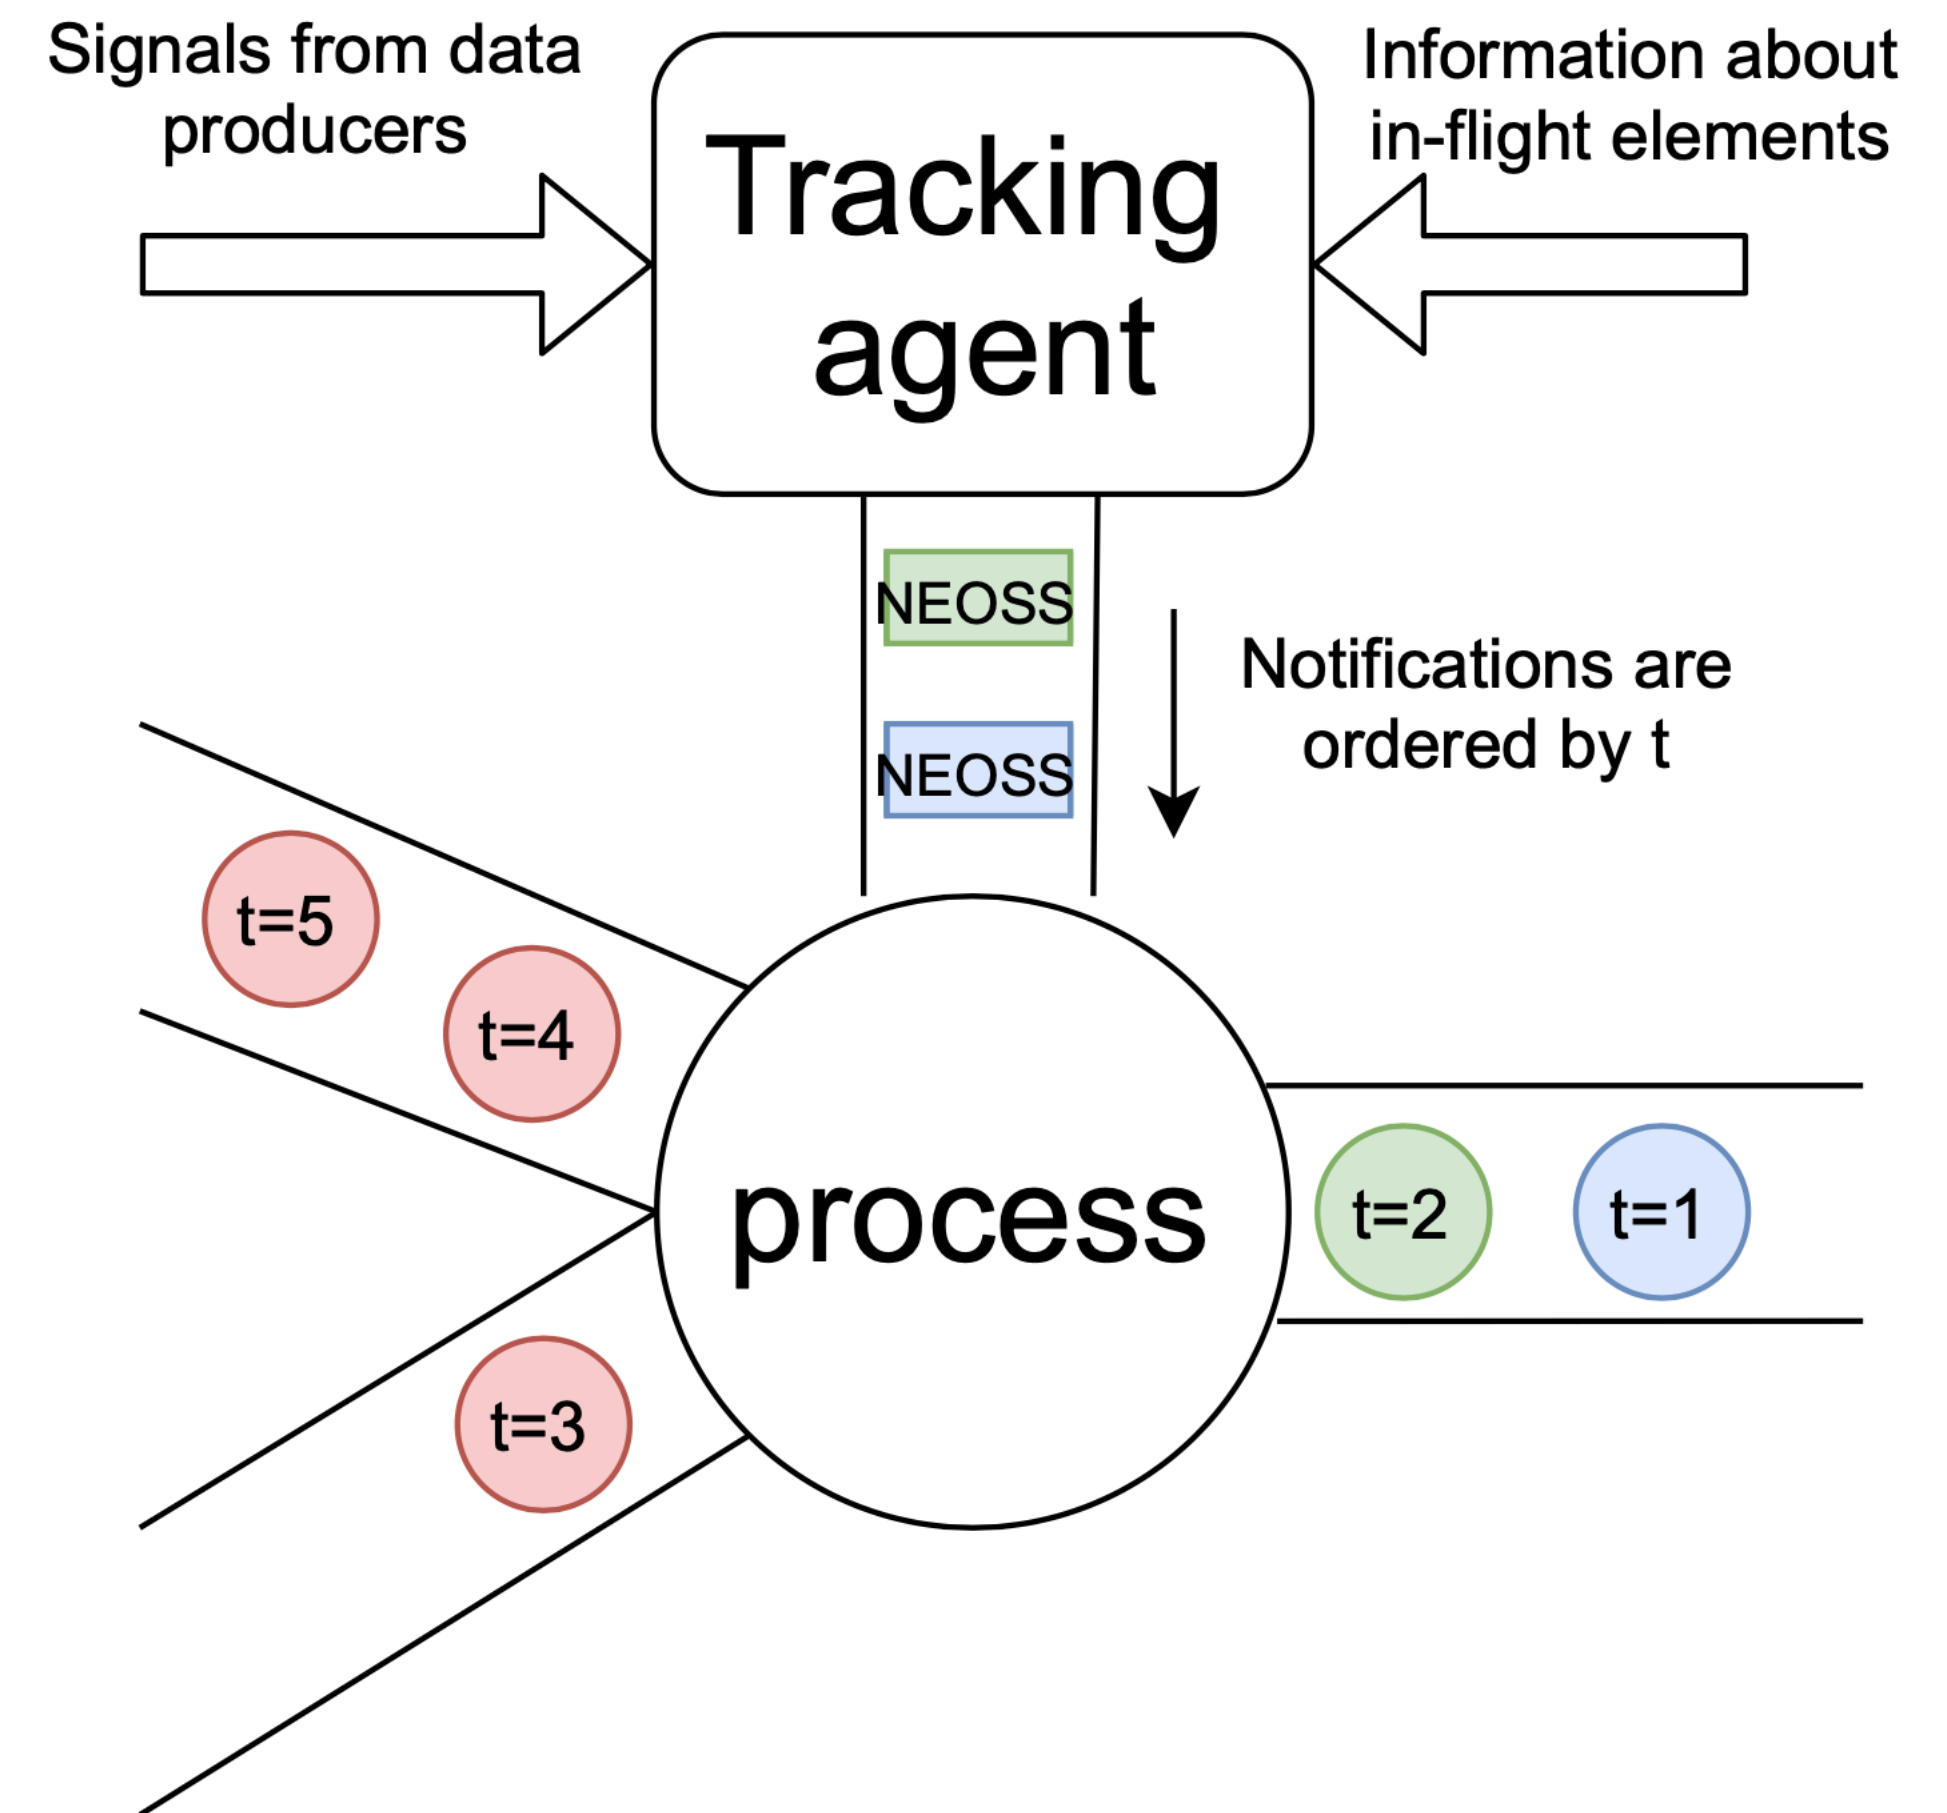 Signals from data
producers
Tracking
agent
Information about
in-flight elements
NEOSS
NEOSS
Notifications are
ordered by t
t=5
t=4
t=3
process
t=2
t=1